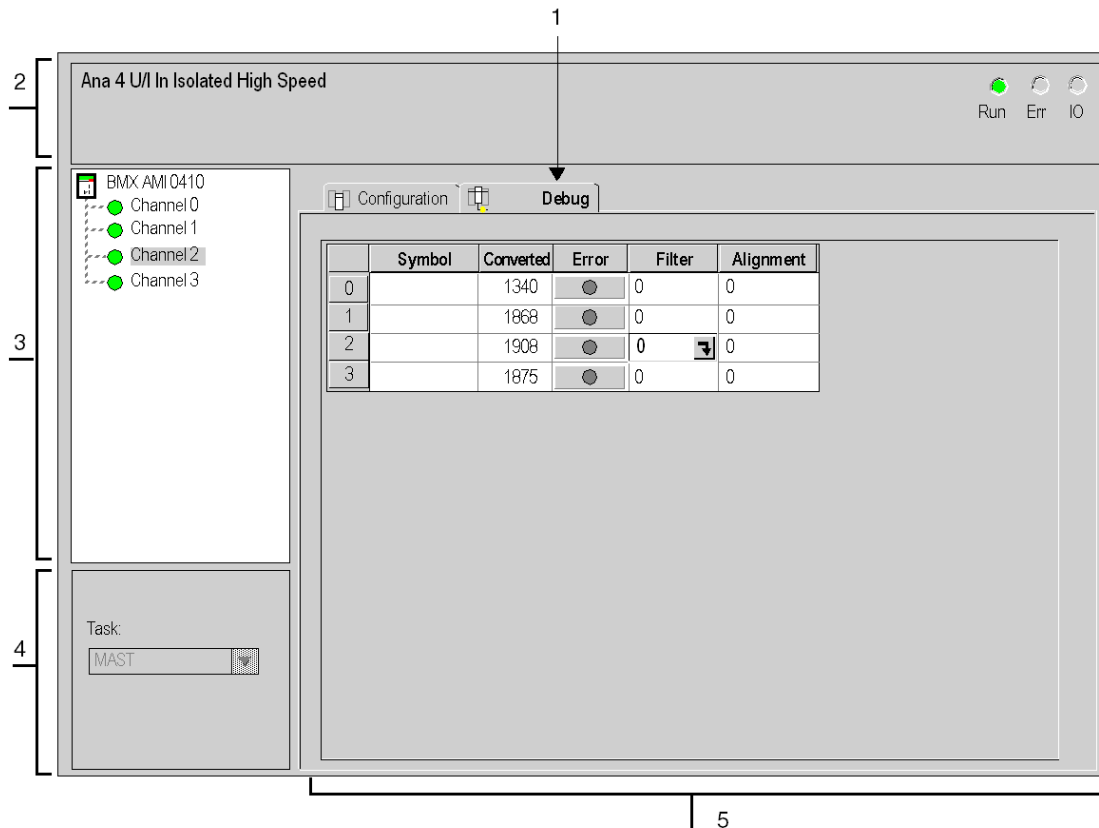 1
2
Ana 4 U/I In Isolated High Speed
Run Err IO
3
BMX AMI 0410
Channel 0
Channel 1
Channel 2
Channel 3
Configuration Debug
Symbol Converted Error Filter Alignment
0 1340 0 0
1 1868 0 0
2 1908 0 0
3 1875 0 0
4
Task:
MAST
5